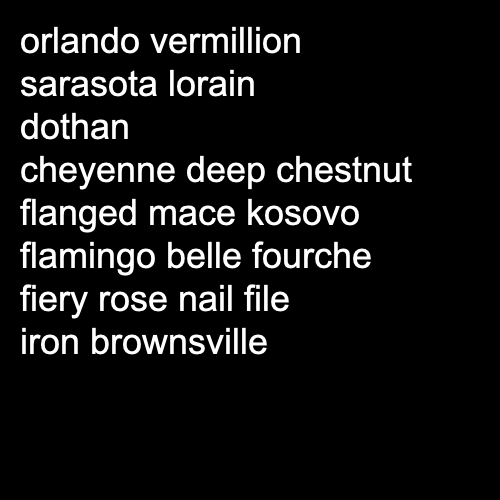 orlando vermillion
sarasota lorain
dothan
cheyenne deep chestnut
flanged mace kosovo
flamingo belle fourche
fiery rose nail file
iron brownsville